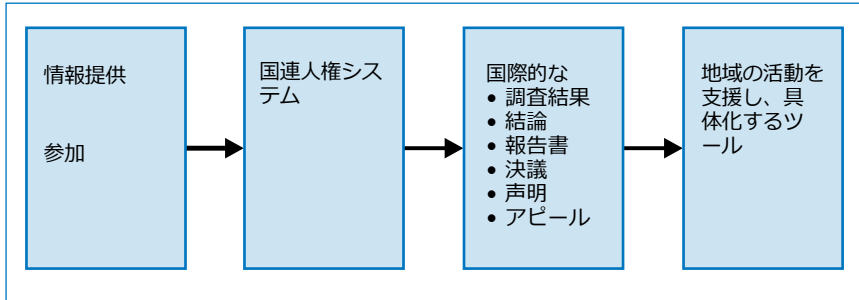 情報提供
参加
国連人権シス
テム
国際的な
• 調査結果
• 結論
• 報告書
• 決議
• 声明
• アピール
地域の活動を
支援し、具
体化するツ
ール